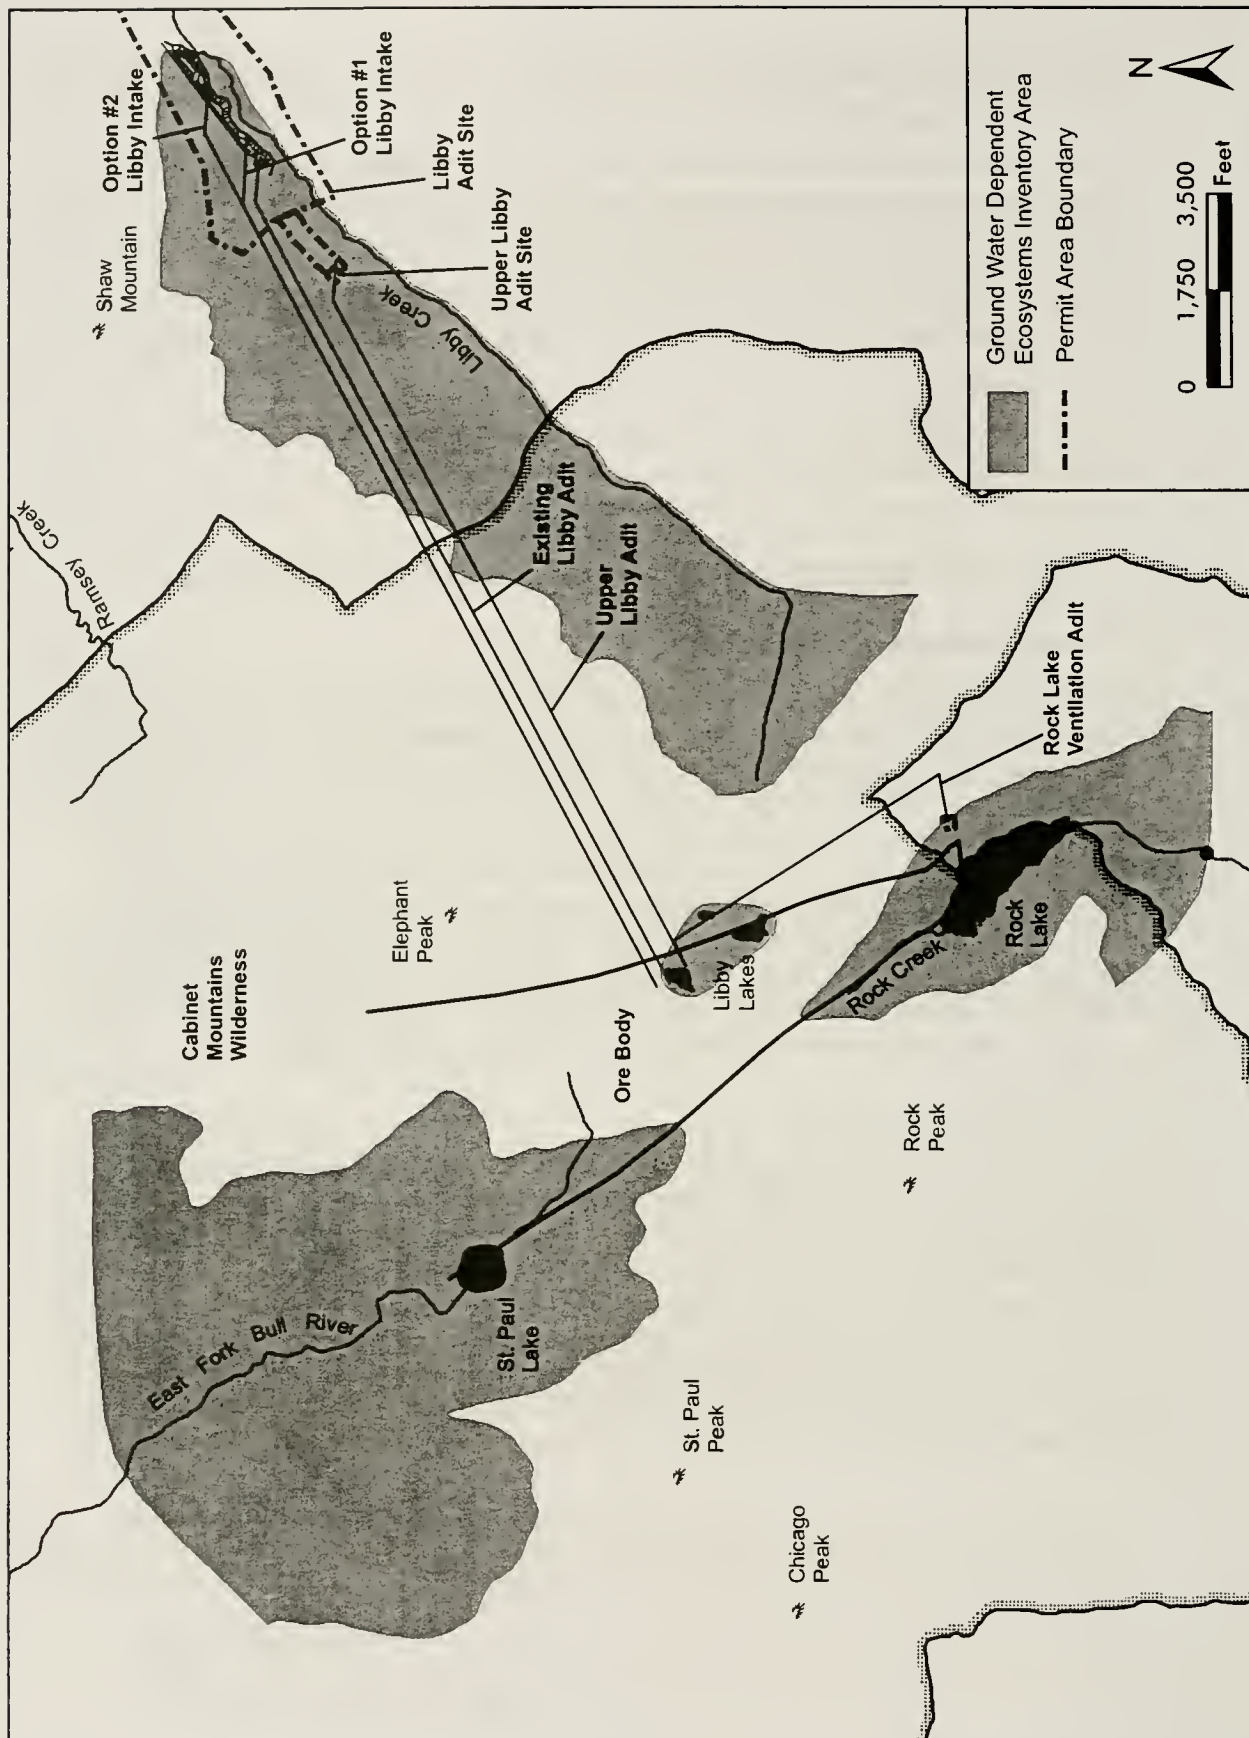 Ramsey Creek
Shaw
Mountain
Option #2
Libby Intake
Option #1
Libby Intake
Libby
Adit Site
Upper Libby
Adit Site
Libby Creek
Existing
Libby Adit
Upper
Libby Adit
Cabinet
Mountains
Wilderness
Elephant
Peak
Ore Body
Libby
Lakes
East Fork Bull River
St. Paul
Lake
Rock Creek
Rock
Lake
Rock Lake
Ventilation Adit
Rock
Peak
St. Paul
Peak
Chicago
Peak
Ground Water Dependent
Ecosystems Inventory Area
Permit Area Boundary
N
0 1,750 3,500
Feet